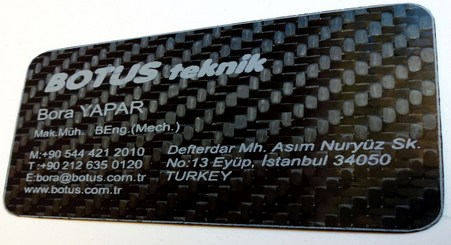 BOTUS teknik
Bora YAPAR
Mak.Müh. BEng.(Mech.)
M:+90 544 421 2010
T:+90 212 635 0120
E:bora@botus.com.tr
www.botus.com.tr
Defterdar Mh. Asım Nuryüz Sk.
No:13 Eyüp, İstanbul 34050
TURKEY